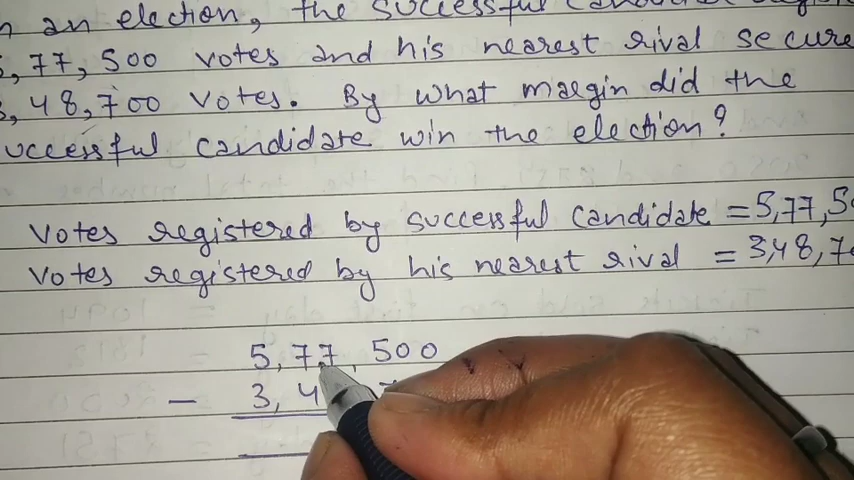 an election, the successful
, 77, 500 votes and his nearest rival secure
, 48, 700 votes. By what margin did the
uccessful candidate win the election?
Votes registered by successful candidate = 5,77,5
Votes registered by his nearest rival = 3,48,7
5,77,500
- 3, 4